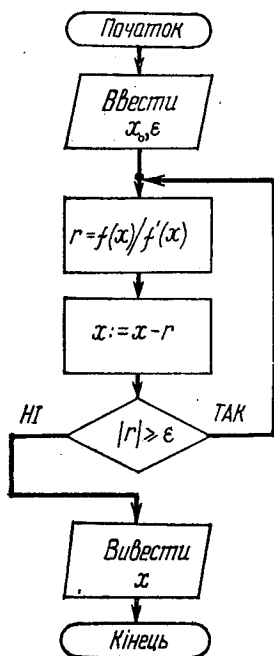 Початок
Ввести
x₀,ε
r=f(x)/f'(x)
x:=x-r
НІ
|r|⩾ε
ТАК
Вивести
x
Кінець